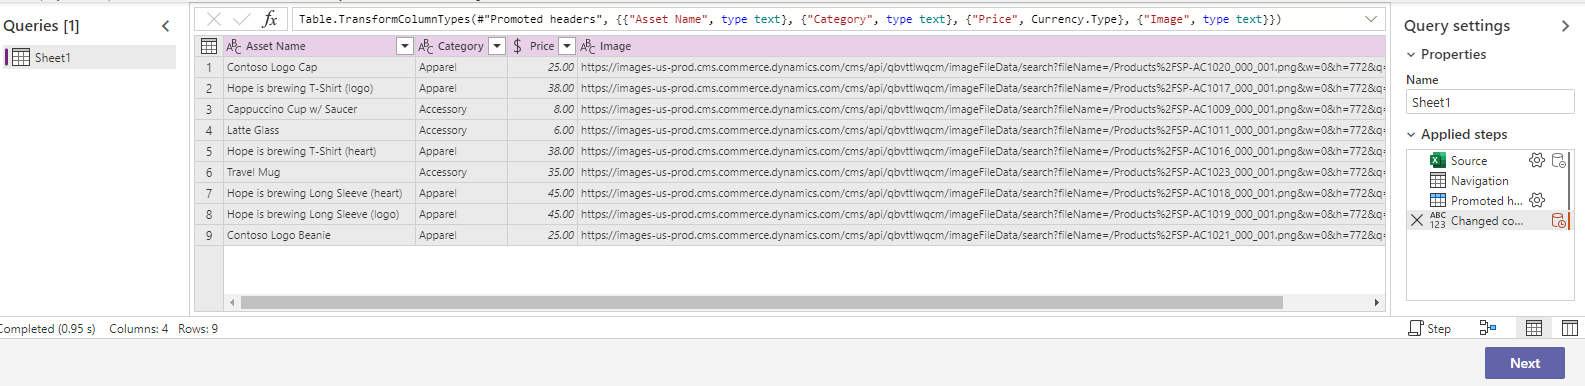 Queries [1]
Sheet1
fx
Table.TransformColumnTypes(#"Promoted headers", {{"Asset Name", type text}, {"Category", type text}, {"Price", Currency.Type}, {"Image", type text}})
ABC Asset Name ABC Category $ Price ABC Image
1 Contoso Logo Cap Apparel 25.00 https://images-us-prod.cms.commerce.dynamics.com/cms/api/qbvttlwqcm/imageFileData/search?fileName=/Products%2FSP-AC1020_000_001.png&w=0&h=772&q=
2 Hope is brewing T-Shirt (logo) Apparel 38.00 https://images-us-prod.cms.commerce.dynamics.com/cms/api/qbvttlwqcm/imageFileData/search?fileName=/Products%2FSP-AC1017_000_001.png&w=0&h=772&q=
3 Cappuccino Cup w/ Saucer Accessory 8.00 https://images-us-prod.cms.commerce.dynamics.com/cms/api/qbvttlwqcm/imageFileData/search?fileName=/Products%2FSP-AC1009_000_001.png&w=0&h=772&q=
4 Latte Glass Accessory 6.00 https://images-us-prod.cms.commerce.dynamics.com/cms/api/qbvttlwqcm/imageFileData/search?fileName=/Products%2FSP-AC1011_000_001.png&w=0&h=772&q=
5 Hope is brewing T-Shirt (heart) Apparel 38.00 https://images-us-prod.cms.commerce.dynamics.com/cms/api/qbvttlwqcm/imageFileData/search?fileName=/Products%2FSP-AC1016_000_001.png&w=0&h=772&q=
6 Travel Mug Accessory 35.00 https://images-us-prod.cms.commerce.dynamics.com/cms/api/qbvttlwqcm/imageFileData/search?fileName=/Products%2FSP-AC1023_000_001.png&w=0&h=772&q=
7 Hope is brewing Long Sleeve (heart) Apparel 45.00 https://images-us-prod.cms.commerce.dynamics.com/cms/api/qbvttlwqcm/imageFileData/search?fileName=/Products%2FSP-AC1018_000_001.png&w=0&h=772&q=
8 Hope is brewing Long Sleeve (logo) Apparel 45.00 https://images-us-prod.cms.commerce.dynamics.com/cms/api/qbvttlwqcm/imageFileData/search?fileName=/Products%2FSP-AC1019_000_001.png&w=0&h=772&q=
9 Contoso Logo Beanie Apparel 25.00 https://images-us-prod.cms.commerce.dynamics.com/cms/api/qbvttlwqcm/imageFileData/search?fileName=/Products%2FSP-AC1021_000_001.png&w=0&h=772&q=
Query settings
Properties
Name
Sheet1
Applied steps
Source
Navigation
Promoted h...
ABC 123 Changed co...
Completed (0.95 s) Columns: 4 Rows: 9
Step
Next